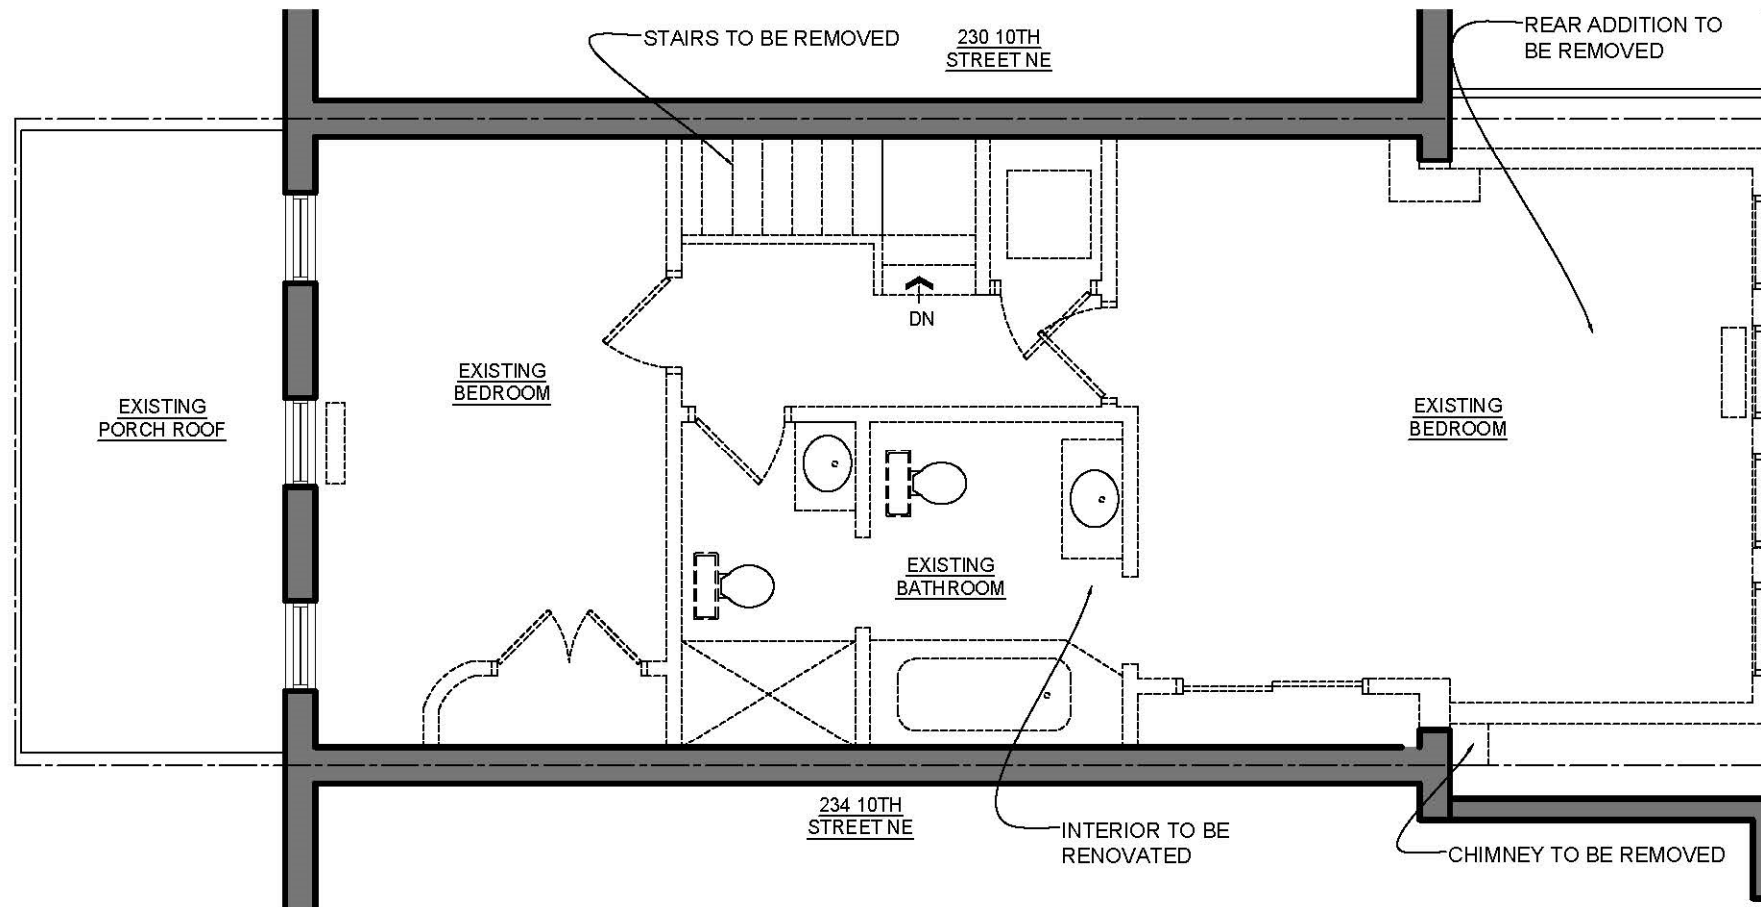 STAIRS TO BE REMOVED
230 10TH
STREET NE
REAR ADDITION TO
BE REMOVED
DN
EXISTING
BEDROOM
EXISTING
PORCH ROOF
EXISTING
BEDROOM
EXISTING
BATHROOM
234 10TH
STREET NE
INTERIOR TO BE
RENOVATED
CHIMNEY TO BE REMOVED